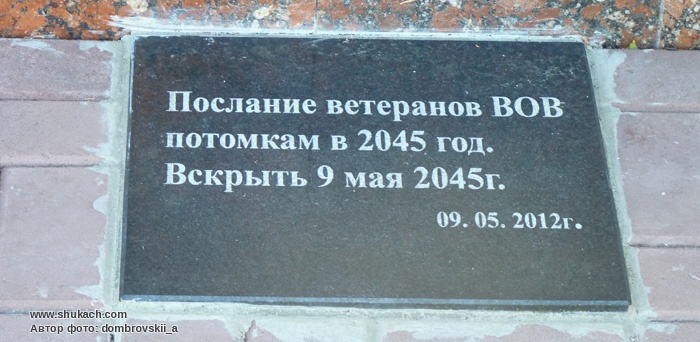 Послание ветеранов ВОВ
потомкам в 2045 год.
Вскрыть 9 мая 2045г.
09. 05. 2012г.
www.shukach.com
Автор фото: dombrovskii_a